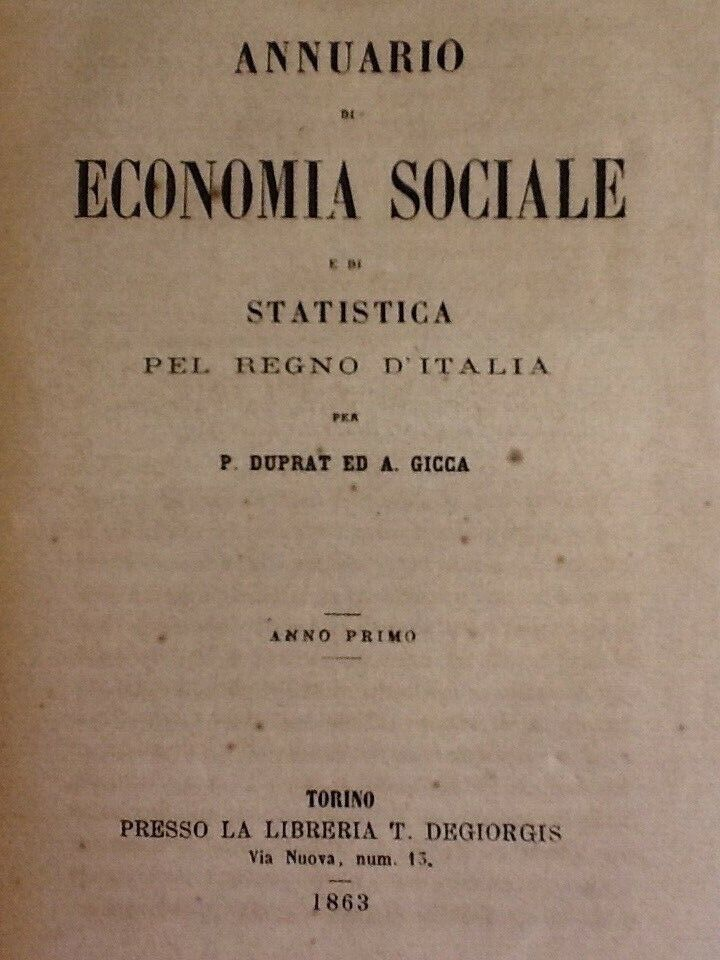 ANNUARIO
DI
ECONOMIA SOCIALE
E DI
STATISTICA
PEL REGNO D'ITALIA
PER
P. DUPRAT ED A. GICCA
ANNO PRIMO
TORINO
PRESSO LA LIBRERIA T. DEGIORGIS
Via Nuova, num. 13.
1863